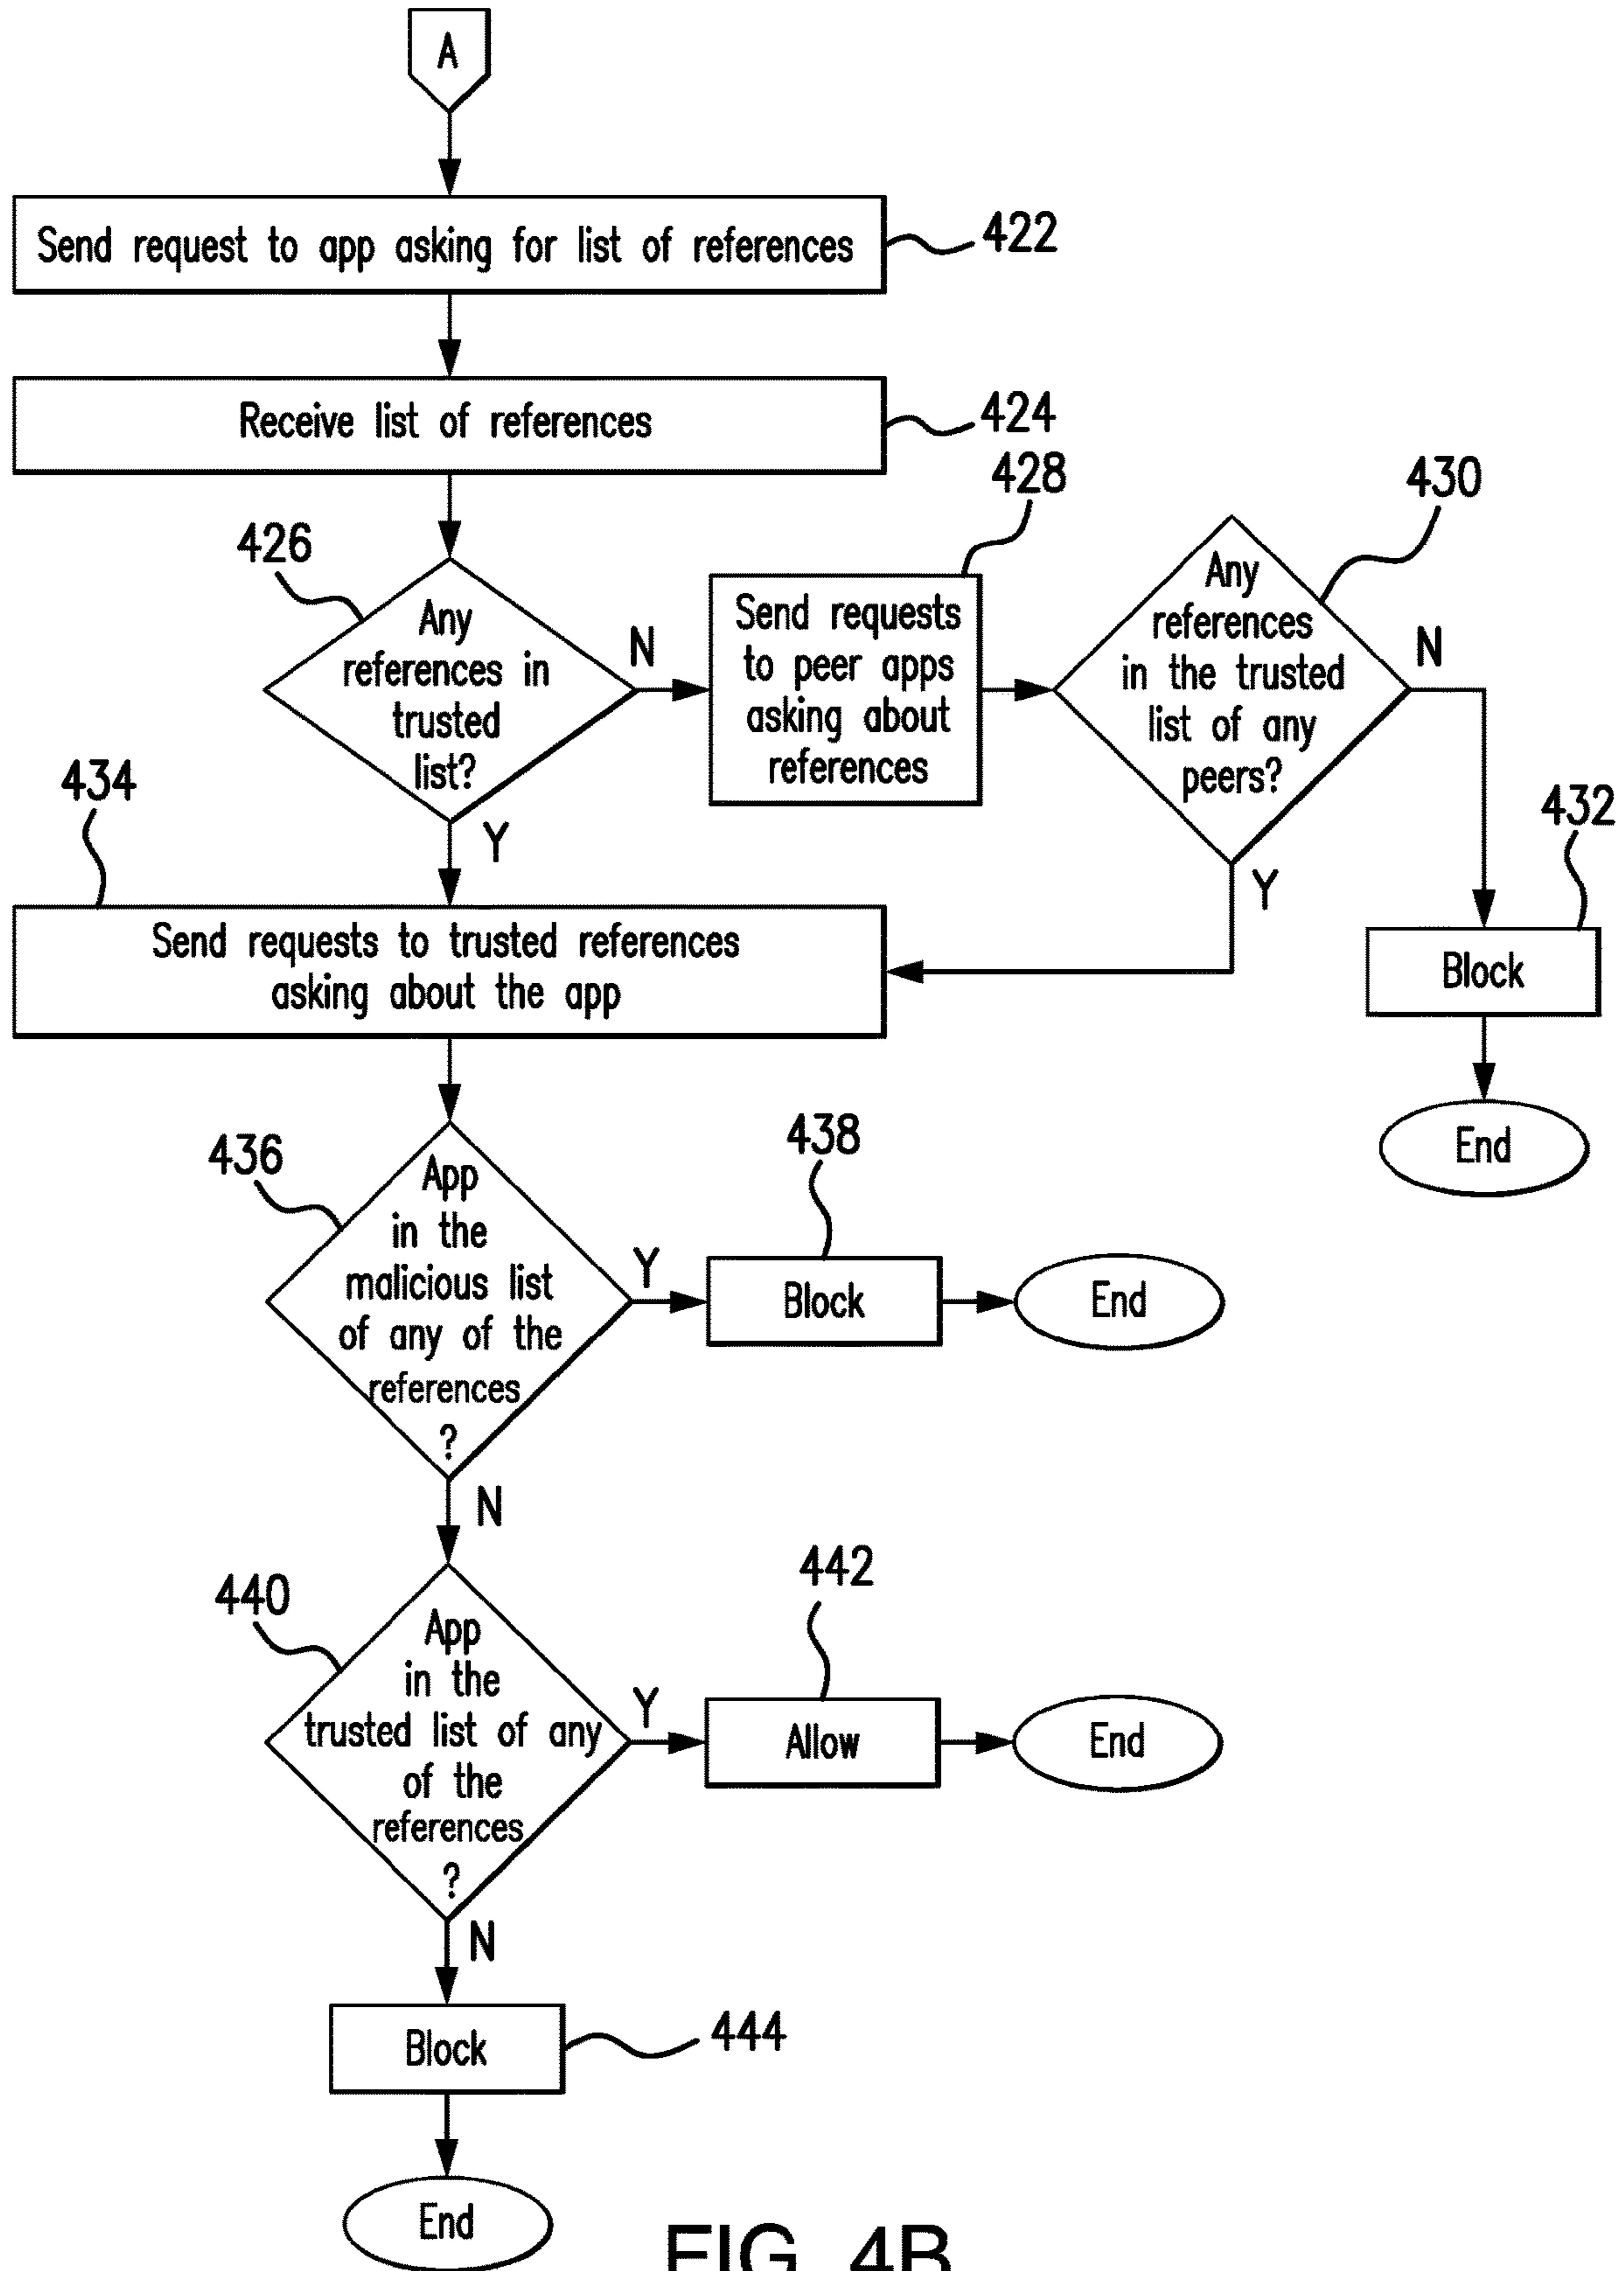 A
Send request to app asking for list of references
422
Receive list of references
424
428
430
426
Any
references in
trusted
list?
N
Send requests
to peer apps
asking about
references
Any
references
in the trusted
list of any
peers?
N
434
Y
Y
432
Send requests to trusted references
asking about the app
Block
End
436
App
in the
malicious list
of any of the
references
?
Y
438
Block
End
N
440
App
in the
trusted list of any
of the
references
?
Y
442
Allow
End
N
Block
444
End
FIG. 4B